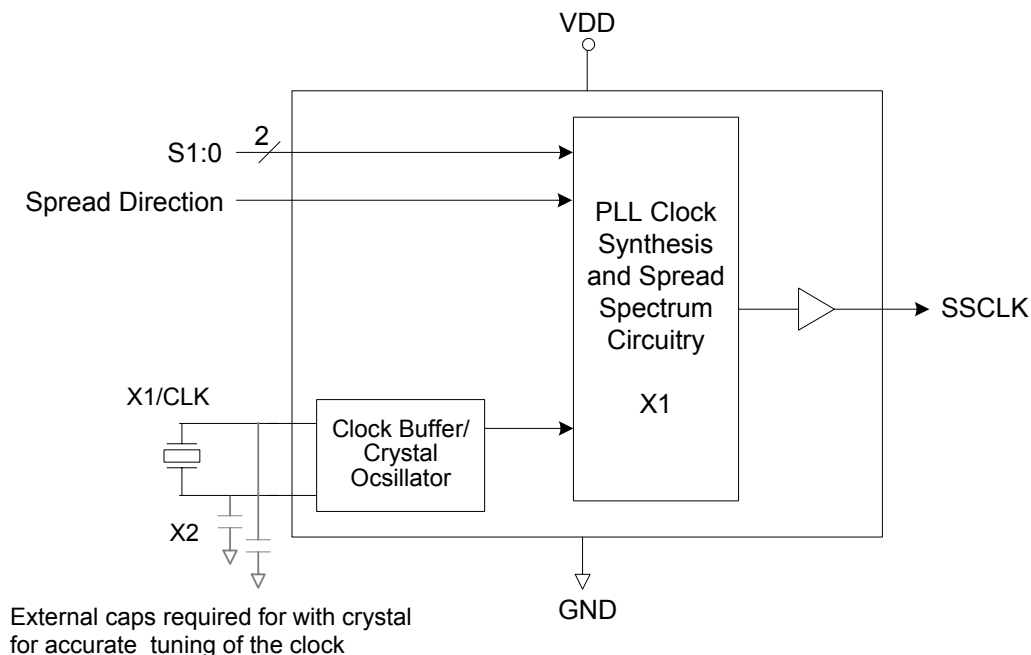 VDD
2
S1:0
Spread Direction
PLL Clock
Synthesis
and Spread
Spectrum
Circuitry
X1
SSCLK
X1/CLK
Clock Buffer/
Crystal
Ocsillator
X2
GND
External caps required for with crystal
for accurate tuning of the clock